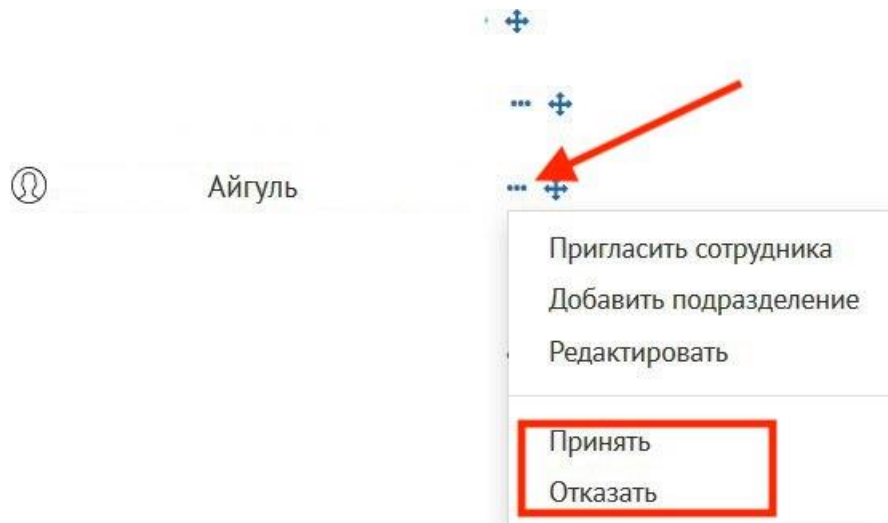 Айгуль
Пригласить сотрудника
Добавить подразделение
Редактировать
Принять
Отказать